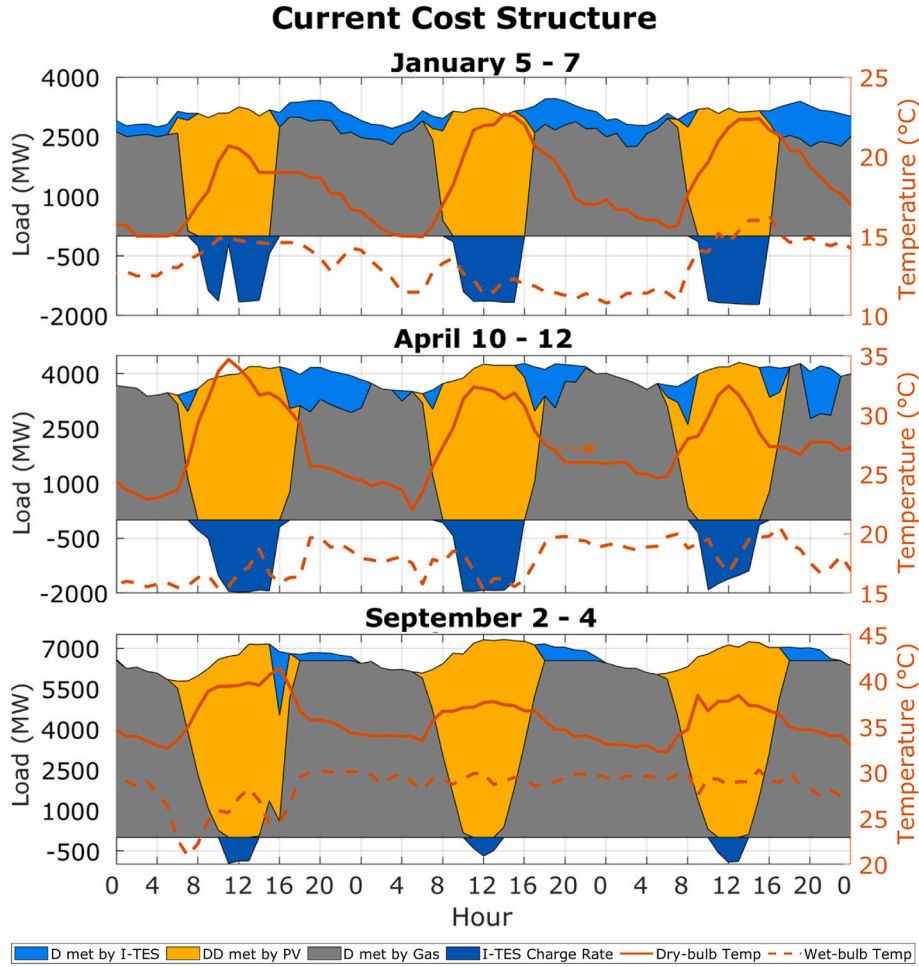 Current Cost Structure
January 5 - 7
4000
2500
1000
-500
-2000
Load (MW)
25
20
15
10
Temperature (°C)
April 10 - 12
4000
2500
1000
-500
-2000
Load (MW)
35
30
25
20
15
Temperature (°C)
September 2 - 4
7000
5500
4000
2500
1000
-500
Load (MW)
45
40
35
30
25
20
Temperature (°C)
0 4 8 12 16 20 0 4 8 12 16 20 0 4 8 12 16 20 0
Hour
D met by I-TES DD met by PV D met by Gas I-TES Charge Rate Dry-bulb Temp Wet-bulb Temp